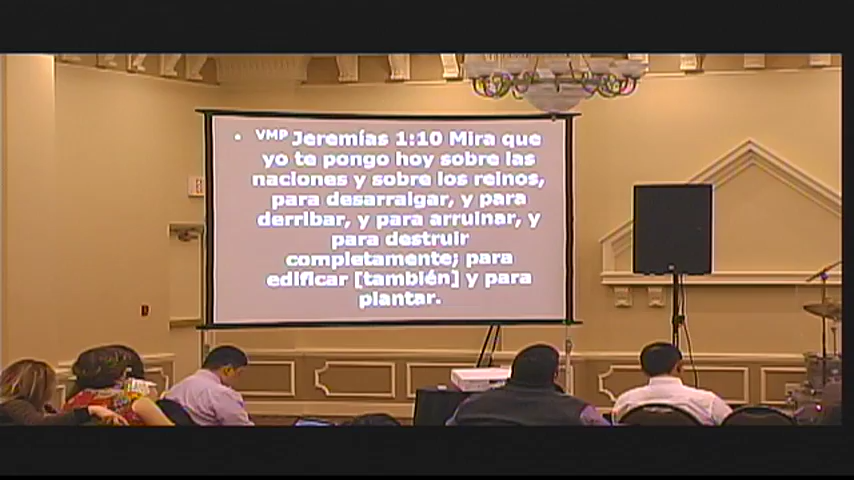 • VMP Jeremías 1:10 Mira que
yo te pongo hoy sobre las
naciones y sobre los reinos,
para desarraigar, y para
derribar, y para arruinar, y
para destruir
completamente; para
edificar [también] y para
plantar.